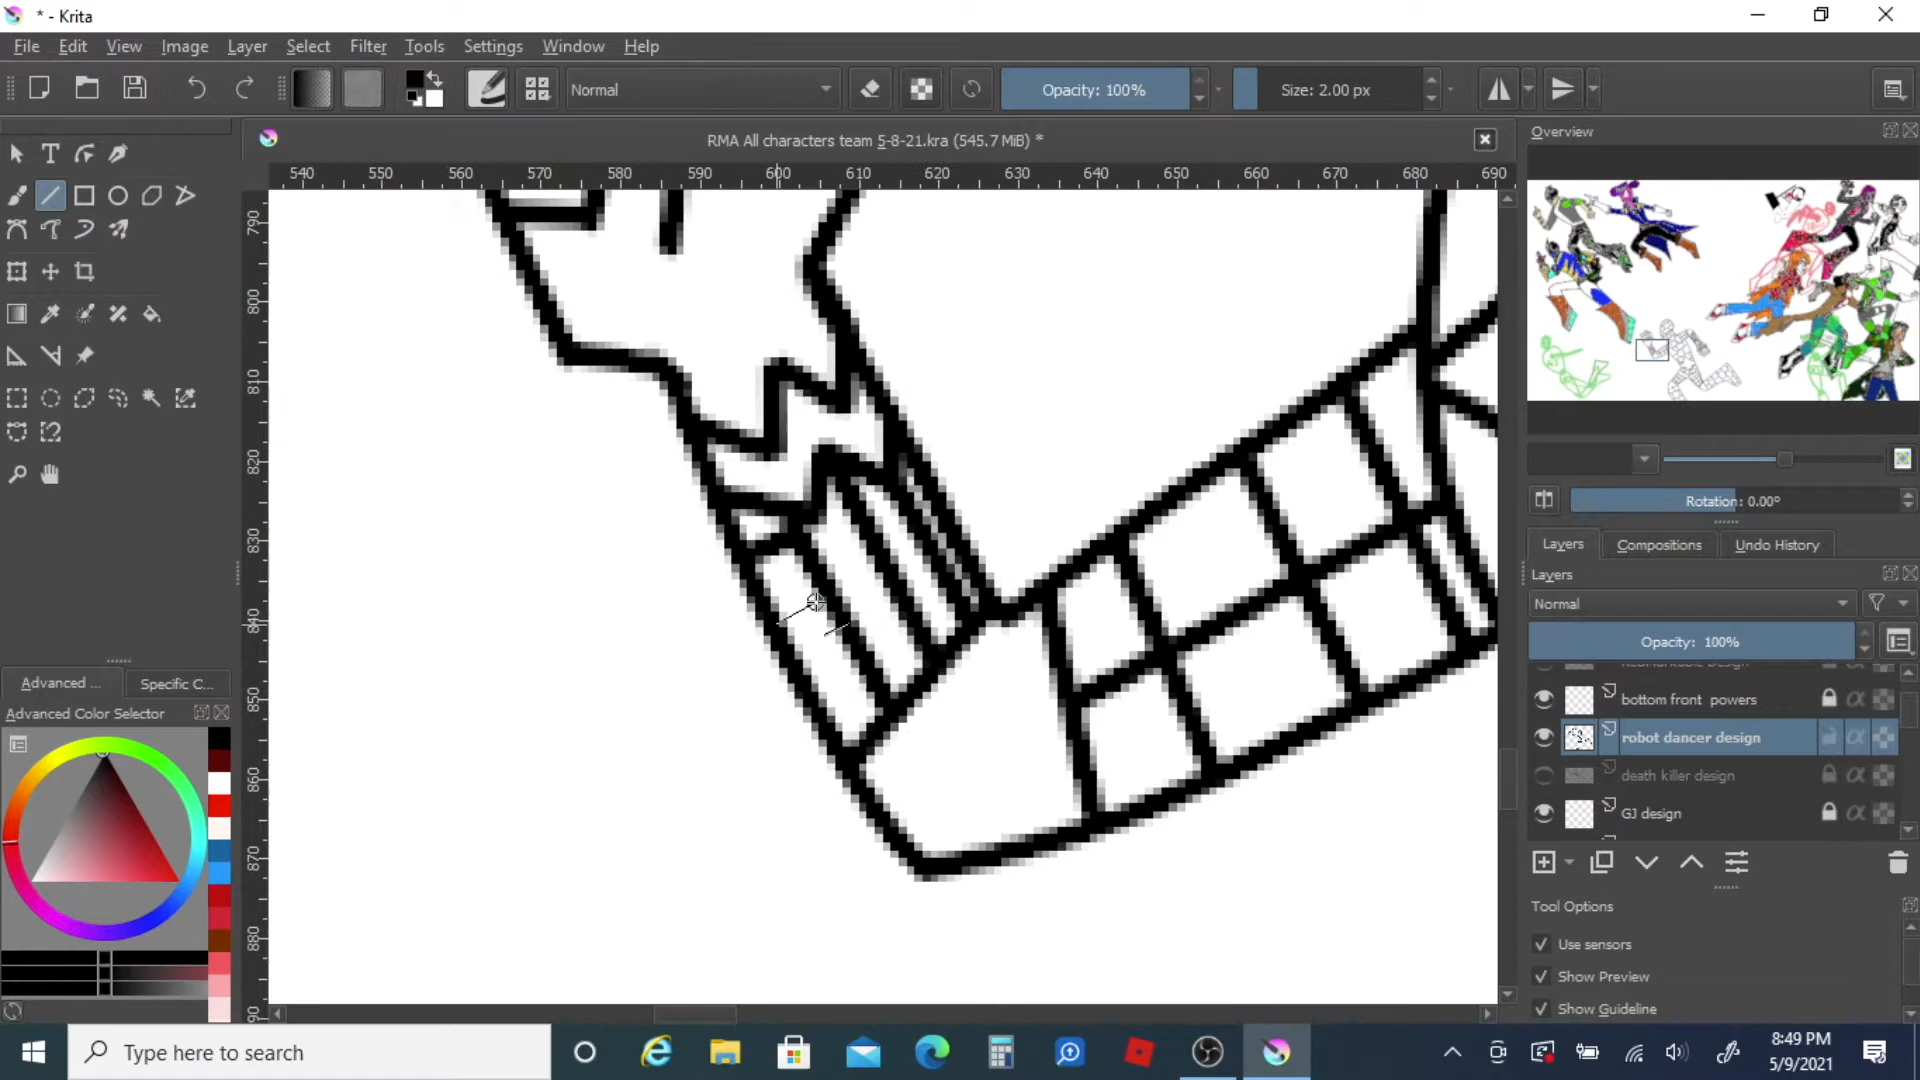 * - Krita
File Edit View Image Layer Select Filter Tools Settings Window Help
Normal
Opacity: 100%
Size: 2.00 px
RMA All characters team 5-8-21.kra (545.7 MiB) *
540 550 560 570 580 590 600 610 620 630 640 650 660 670 680 690
790
800
810
820
830
840
850
860
870
880
90
Overview
Rotation: 0.00°
Layers Compositions Undo History
Layers
Normal
Opacity: 100%
bottom front powers
robot dancer design
death killer design
GJ design
Tool Options
Use sensors
Show Preview
Show Guideline
Advanced ... Specific C...
Advanced Color Selector
Type here to search
8:49 PM
5/9/2021